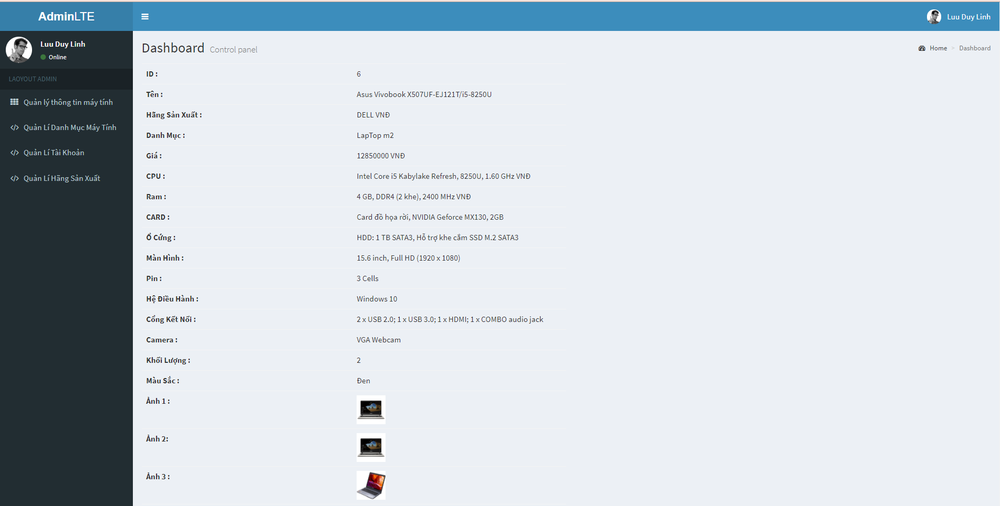 AdminLTE
Luu Duy Linh
Luu Duy Linh
Online
LAOYOUT ADMIN
Quản lý thông tin máy tính
Quản Lí Danh Mục Máy Tính
Quản Lí Tài Khoản
Quản Lí Hãng Sản Xuất
Dashboard Control panel
Home > Dashboard
ID : 6
Tên : Asus Vivobook X507UF-EJ121T/i5-8250U
Hãng Sản Xuất : DELL VNĐ
Danh Mục : LapTop m2
Giá : 12850000 VNĐ
CPU : Intel Core i5 Kabylake Refresh, 8250U, 1.60 GHz VNĐ
Ram : 4 GB, DDR4 (2 khe), 2400 MHz VNĐ
CARD : Card đồ họa rời, NVIDIA Geforce MX130, 2GB
Ổ Cứng : HDD: 1 TB SATA3, Hỗ trợ khe cắm SSD M.2 SATA3
Màn Hình : 15.6 inch, Full HD (1920 x 1080)
Pin : 3 Cells
Hệ Điều Hành : Windows 10
Cổng Kết Nối : 2 x USB 2.0; 1 x USB 3.0; 1 x HDMI; 1 x COMBO audio jack
Camera : VGA Webcam
Khối Lượng : 2
Màu Sắc : Đen
Ảnh 1 :
Ảnh 2:
Ảnh 3 :